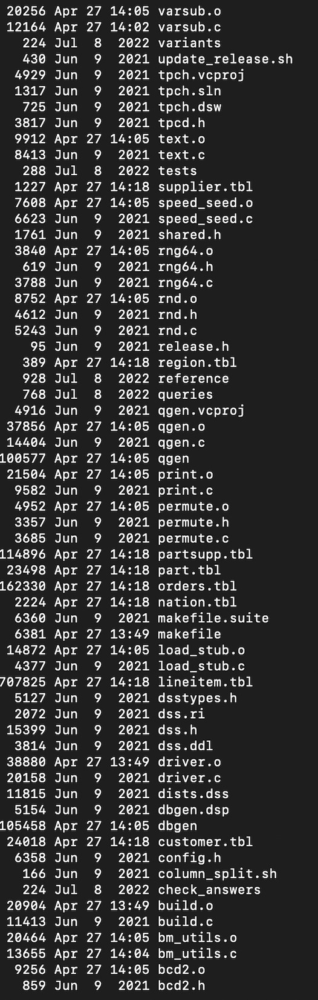 20256 Apr 27 14:05 varsub.o
12164 Apr 27 14:02 varsub.c
224 Jul 8 2022 variants
430 Jun 9 2021 update_release.sh
4929 Jun 9 2021 tpch.vcproj
1317 Jun 9 2021 tpch.sln
725 Jun 9 2021 tpch.dsw
3817 Jun 9 2021 tpcd.h
9912 Apr 27 14:05 text.o
8413 Jun 9 2021 text.c
288 Jul 8 2022 tests
1227 Apr 27 14:18 supplier.tbl
7608 Apr 27 14:05 speed_seed.o
6623 Jun 9 2021 speed_seed.c
1761 Jun 9 2021 shared.h
3840 Apr 27 14:05 rng64.o
619 Jun 9 2021 rng64.h
3788 Jun 9 2021 rng64.c
8752 Apr 27 14:05 rnd.o
4612 Jun 9 2021 rnd.h
5243 Jun 9 2021 rnd.c
95 Jun 9 2021 release.h
389 Apr 27 14:18 region.tbl
928 Jul 8 2022 reference
768 Jul 8 2022 queries
4916 Jun 9 2021 qgen.vcproj
37856 Apr 27 14:05 qgen.o
14404 Jun 9 2021 qgen.c
100577 Apr 27 14:05 qgen
21504 Apr 27 14:05 print.o
9582 Jun 9 2021 print.c
4952 Apr 27 14:05 permute.o
3357 Jun 9 2021 permute.h
3685 Jun 9 2021 permute.c
114896 Apr 27 14:18 partsupp.tbl
23498 Apr 27 14:18 part.tbl
162330 Apr 27 14:18 orders.tbl
2224 Apr 27 14:18 nation.tbl
6360 Jun 9 2021 makefile.suite
6381 Apr 27 13:49 makefile
14872 Apr 27 14:05 load_stub.o
4377 Jun 9 2021 load_stub.c
707825 Apr 27 14:18 lineitem.tbl
5127 Jun 9 2021 dsstypes.h
2072 Jun 9 2021 dss.ri
15399 Jun 9 2021 dss.h
3814 Jun 9 2021 dss.ddl
38880 Apr 27 13:49 driver.o
20158 Jun 9 2021 driver.c
11815 Jun 9 2021 dists.dss
5154 Jun 9 2021 dbgen.dsp
105458 Apr 27 14:05 dbgen
24018 Apr 27 14:18 customer.tbl
6358 Jun 9 2021 config.h
166 Jun 9 2021 column_split.sh
224 Jul 8 2022 check_answers
20904 Apr 27 13:49 build.o
11413 Jun 9 2021 build.c
20464 Apr 27 14:05 bm_utils.o
13655 Apr 27 14:04 bm_utils.c
9256 Apr 27 14:05 bcd2.o
859 Jun 9 2021 bcd2.h